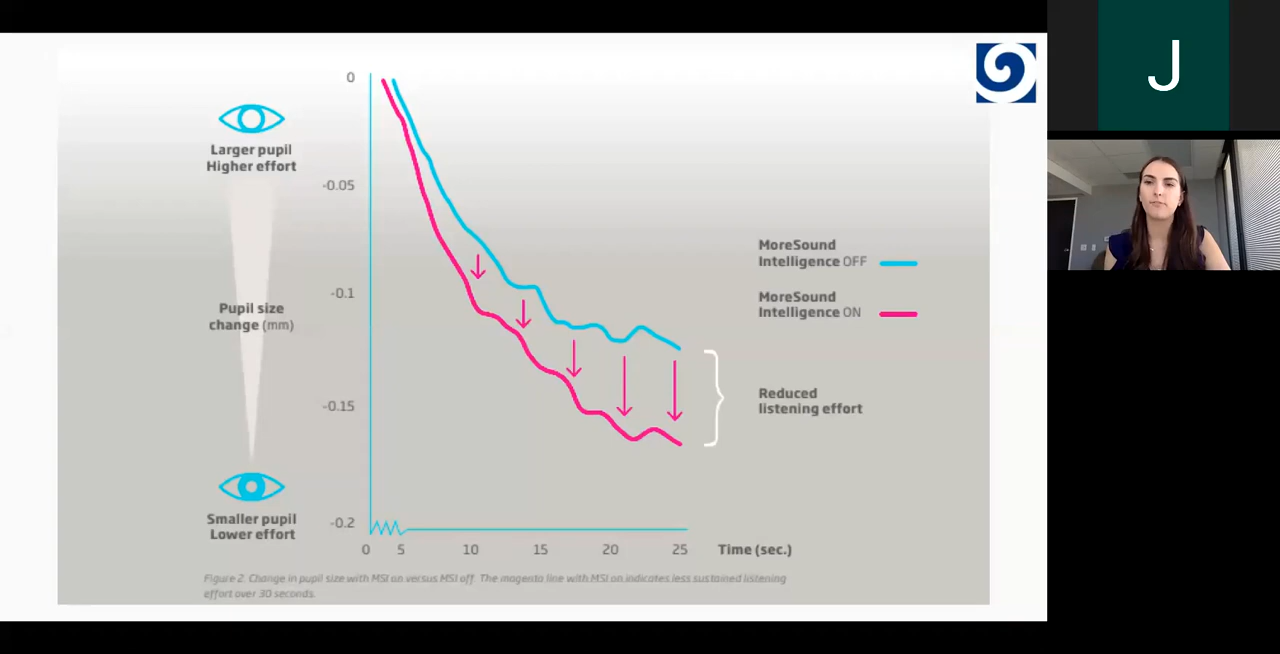 Larger pupil
Higher effort
Pupil size
change (mm)
Smaller pupil
Lower effort
0
-0.05
-0.1
-0.15
-0.2
0 5 10 15 20 25 Time (sec.)
MoreSound
Intelligence OFF
MoreSound
Intelligence ON
Reduced
listening effort
Figure 2. Change in pupil size with MSI on versus MSI off. The magenta line with MSI on indicates less sustained listening
effort over 30 seconds.
J